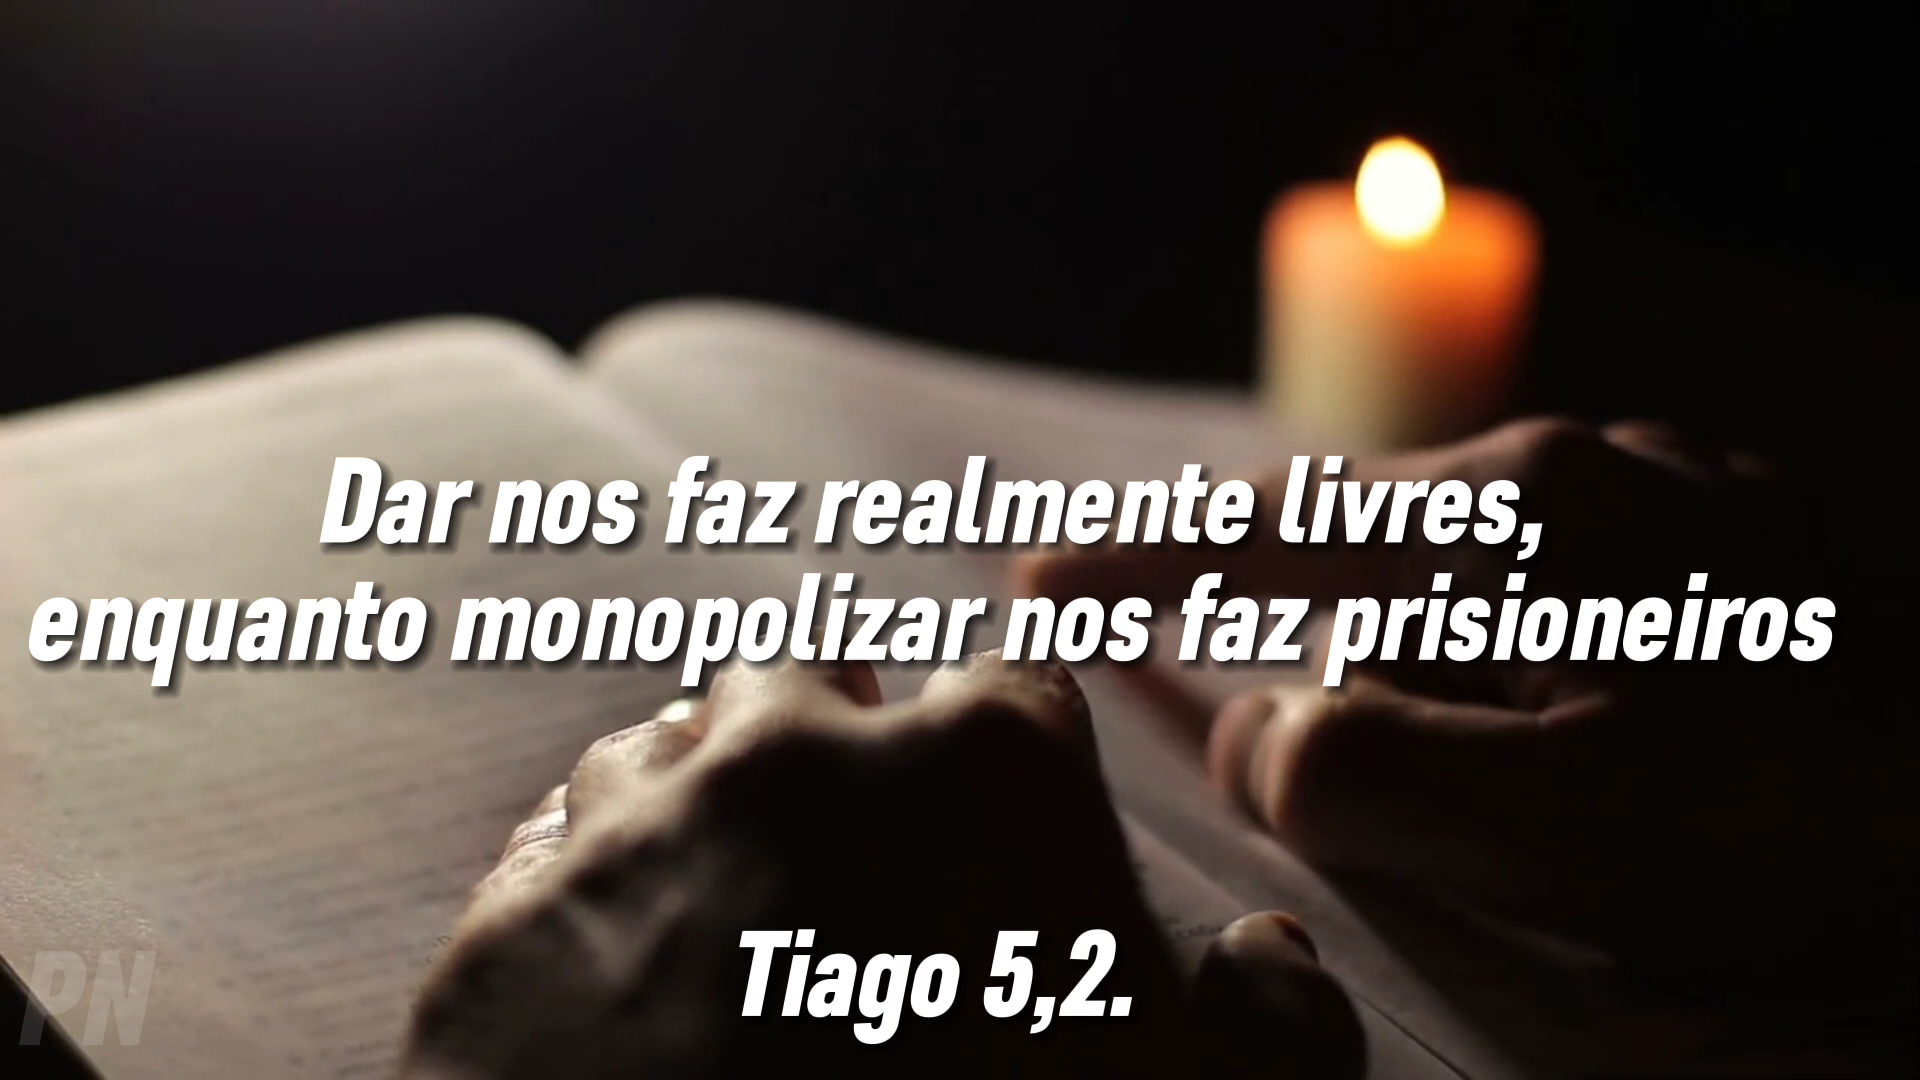 Dar nos faz realmente livres,
enquanto monopolizar nos faz prisioneiros
Tiago 5,2.
PN